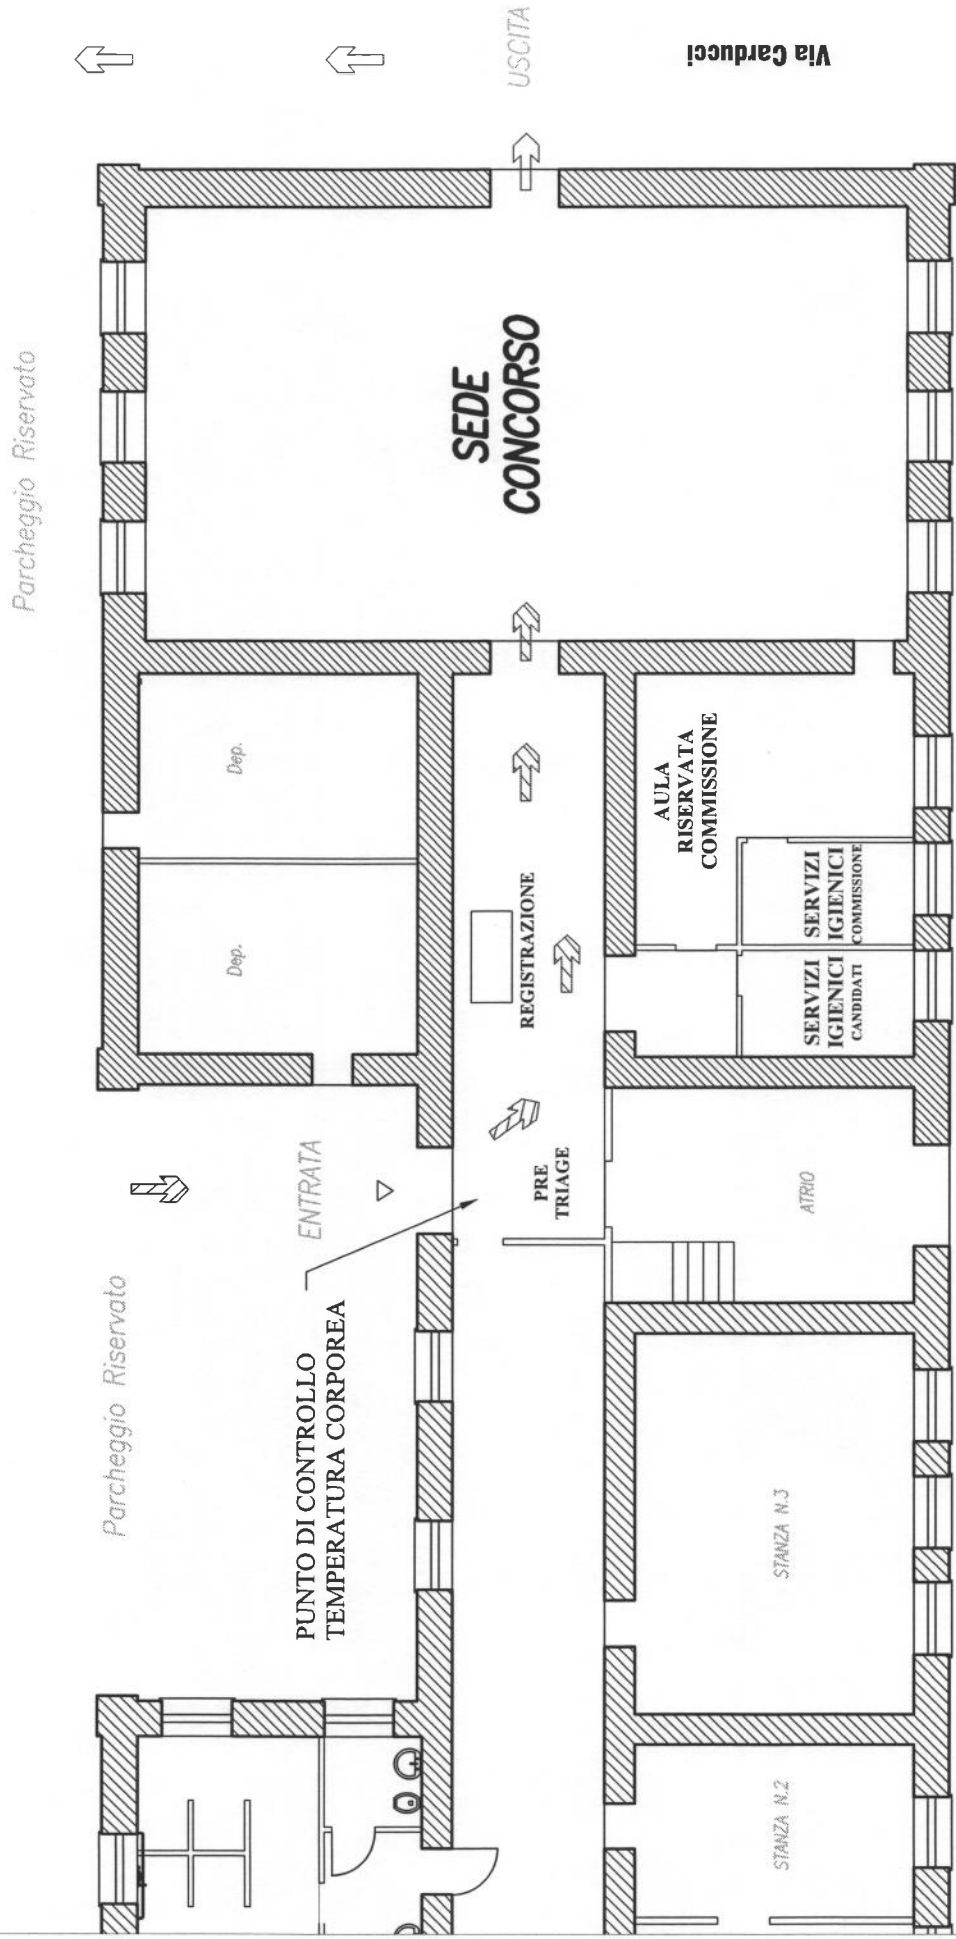 Parcheggio Riservato
USCITA
Via Carducci
SEDE
CONCORSO
Dep.
Dep.
AULA
RISERVATA
COMMISSIONE
REGISTRAZIONE
SERVIZI
IGIENICI
COMMISSIONE
SERVIZI
IGIENICI
CANDIDATI
ENTRATA
PRE
TRIAGE
ATRIO
Parcheggio Riservato
PUNTO DI CONTROLLO
TEMPERATURA CORPOREA
STANZA N.3
STANZA N.2